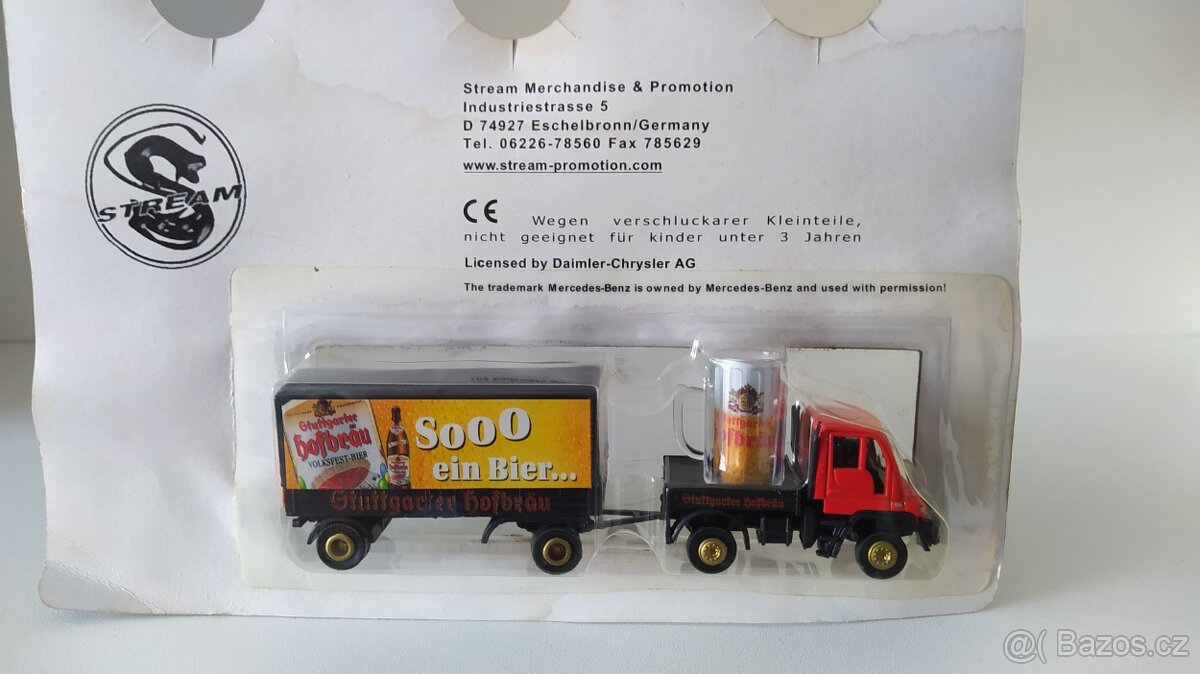 STREAM
Stream Merchandise & Promotion
Industriestrasse 5
D 74927 Eschelbronn/Germany
Tel. 06226-78560 Fax 785629
www.stream-promotion.com
CE Wegen verschluckarer Kleinteile,
nicht geeignet für kinder unter 3 Jahren
Licensed by Daimler-Chrysler AG
The trademark Mercedes-Benz is owned by Mercedes-Benz and used with permission!
Stuttgarter
Hofbräu
VOLKSFEST-BIER
Sooo
ein Bier...
Stuttgarter Hofbräu
Stuttgarter Hofbräu
@( Bazos.cz